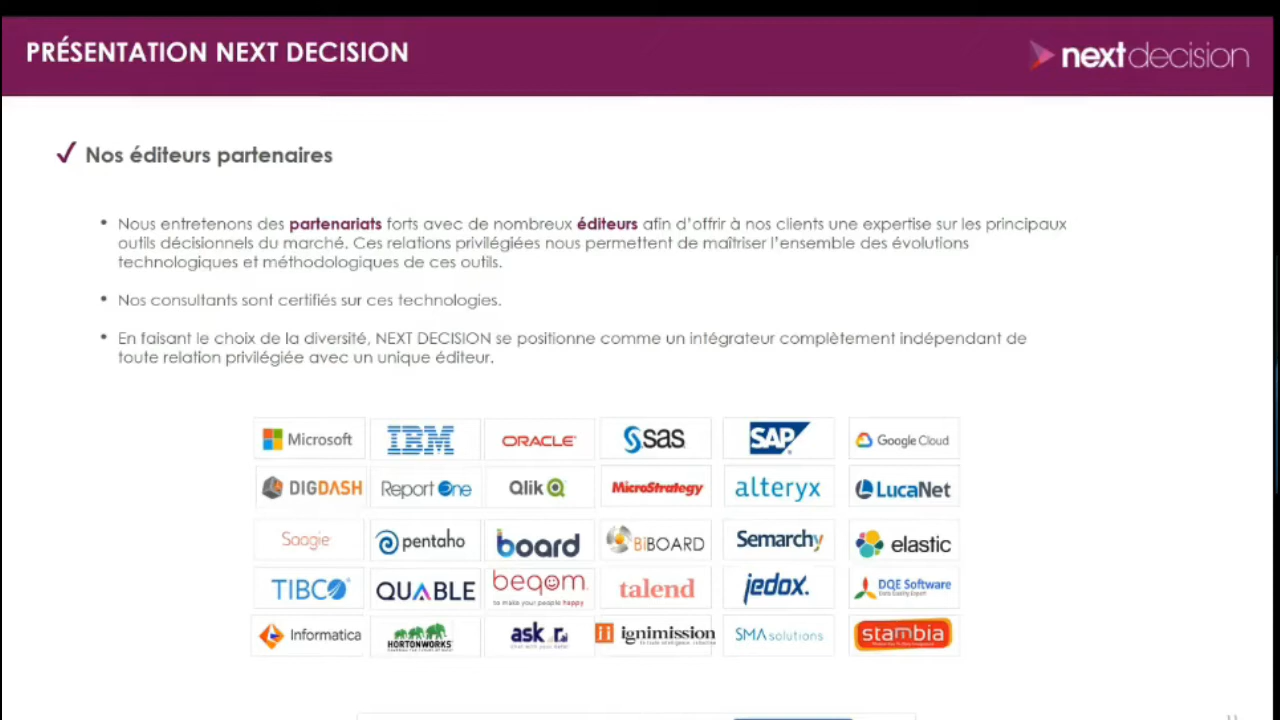 PRÉSENTATION NEXT DECISION
nextdecision
Nos éditeurs partenaires
• Nous entretenons des partenariats forts avec de nombreux éditeurs afin d'offrir à nos clients une expertise sur les principaux
outils décisionnels du marché. Ces relations privilégiées nous permettent de maîtriser l'ensemble des évolutions
technologiques et méthodologiques de ces outils.
• Nos consultants sont certifiés sur ces technologies.
• En faisant le choix de la diversité, NEXT DECISION se positionne comme un intégrateur complètement indépendant de
toute relation privilégiée avec un unique éditeur.
Microsoft IBM ORACLE SAS SAP Google Cloud
DIGDASH Report One Qlik MicroStrategy alteryx LucaNet
Saagie pentaho board BIBOARD Semarchy elastic
TIBCO QUABLE beqom talend jedox. DQE Software
to make your people happy
Informatica HORTONWORKS ask r. ignimission SMA solutions stambia